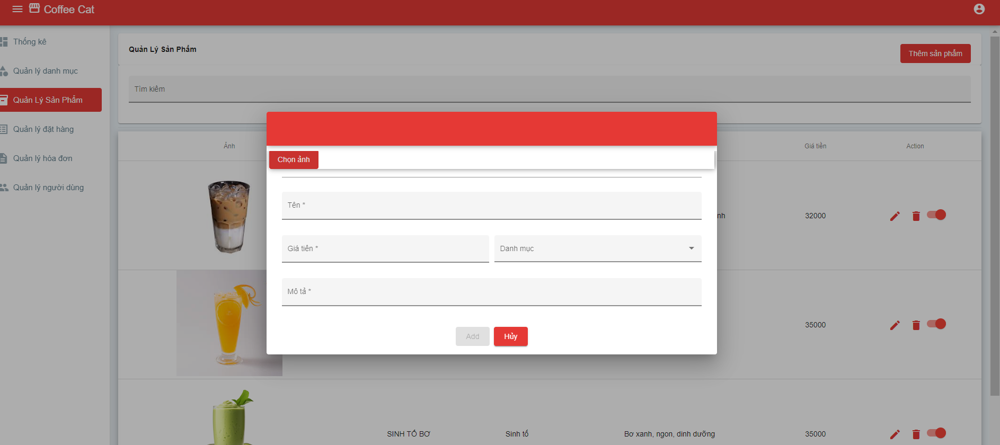 Coffee Cat
Thống kê
Quản lý danh mục
Quản Lý Sản Phẩm
Quản lý đặt hàng
Quản lý hóa đơn
Quản lý người dùng
Quản Lý Sản Phẩm
Thêm sản phẩm
Tìm kiếm
Ảnh
Giá tiền
Action
Chọn ảnh
Tên *
Giá tiền *
Danh mục
Mô tả *
Add
Hủy
nh
32000
35000
SINH TỐ BƠ
Sinh tố
Bơ xanh, ngon, dinh dưỡng
35000